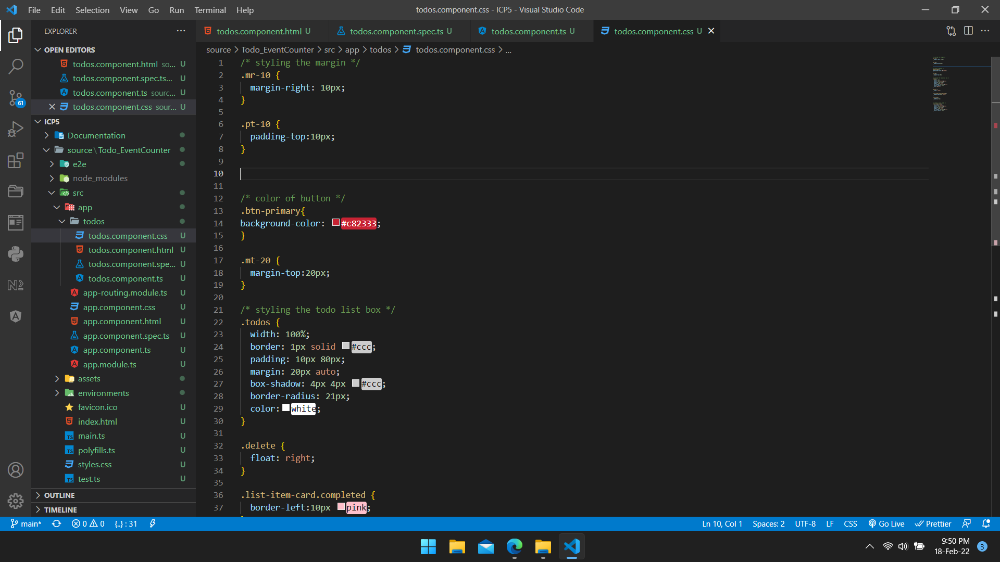 File Edit Selection View Go Run Terminal Help
todos.component.css - ICP5 - Visual Studio Code
EXPLORER
OPEN EDITORS
todos.component.html so... U
todos.component.spec.ts... U
todos.component.ts sourc... U
todos.component.css sour... U
ICP5
Documentation
source\Todo_EventCounter
e2e
node_modules
src
app
todos
todos.component.css U
todos.component.html U
todos.component.spe... U
todos.component.ts U
app-routing.module.ts U
app.component.css U
app.component.html U
app.component.spec.ts U
app.component.ts U
app.module.ts U
assets
environments
favicon.ico U
index.html U
main.ts U
polyfills.ts U
styles.css U
test.ts U
OUTLINE
TIMELINE
61
todos.component.html U
todos.component.spec.ts U
todos.component.ts U
todos.component.css U
source > Todo_EventCounter > src > app > todos > todos.component.css > ...
1 /* styling the margin */
2 .mr-10 {
3 margin-right: 10px;
4 }
5
6 .pt-10 {
7 padding-top:10px;
8 }
9
10
11
12 /* color of button */
13 .btn-primary{
14 background-color: #c82333;
15 }
16
17 .mt-20 {
18 margin-top:20px;
19 }
20
21 /* styling the todo list box */
22 .todos {
23 width: 100%;
24 border: 1px solid #ccc;
25 padding: 10px 80px;
26 margin: 20px auto;
27 box-shadow: 4px 4px #ccc;
28 border-radius: 21px;
29 color: white;
30 }
31
32 .delete {
33 float: right;
34 }
35
36 .list-item-card.completed {
37 border-left:10px pink;
main* 0 0 {..} : 31
Ln 10, Col 1 Spaces: 2 UTF-8 LF CSS Go Live Prettier
9:50 PM
18-Feb-22
3